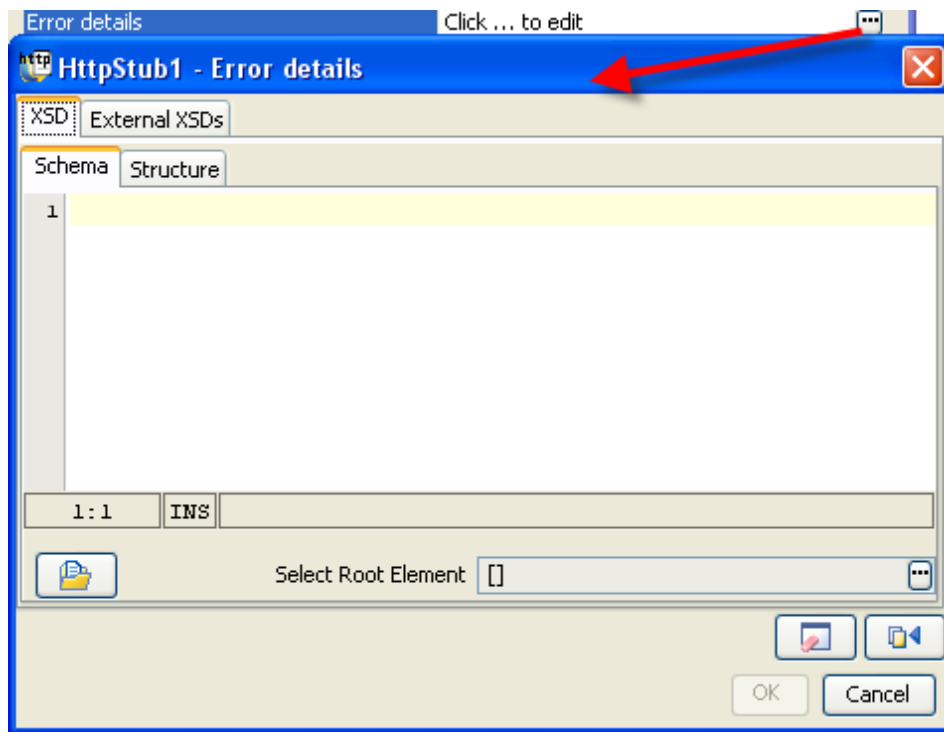 Error details Click ... to edit
http HttpStub1 - Error details
XSD External XSDs
Schema Structure
1
1:1 INS
Select Root Element []
OK Cancel